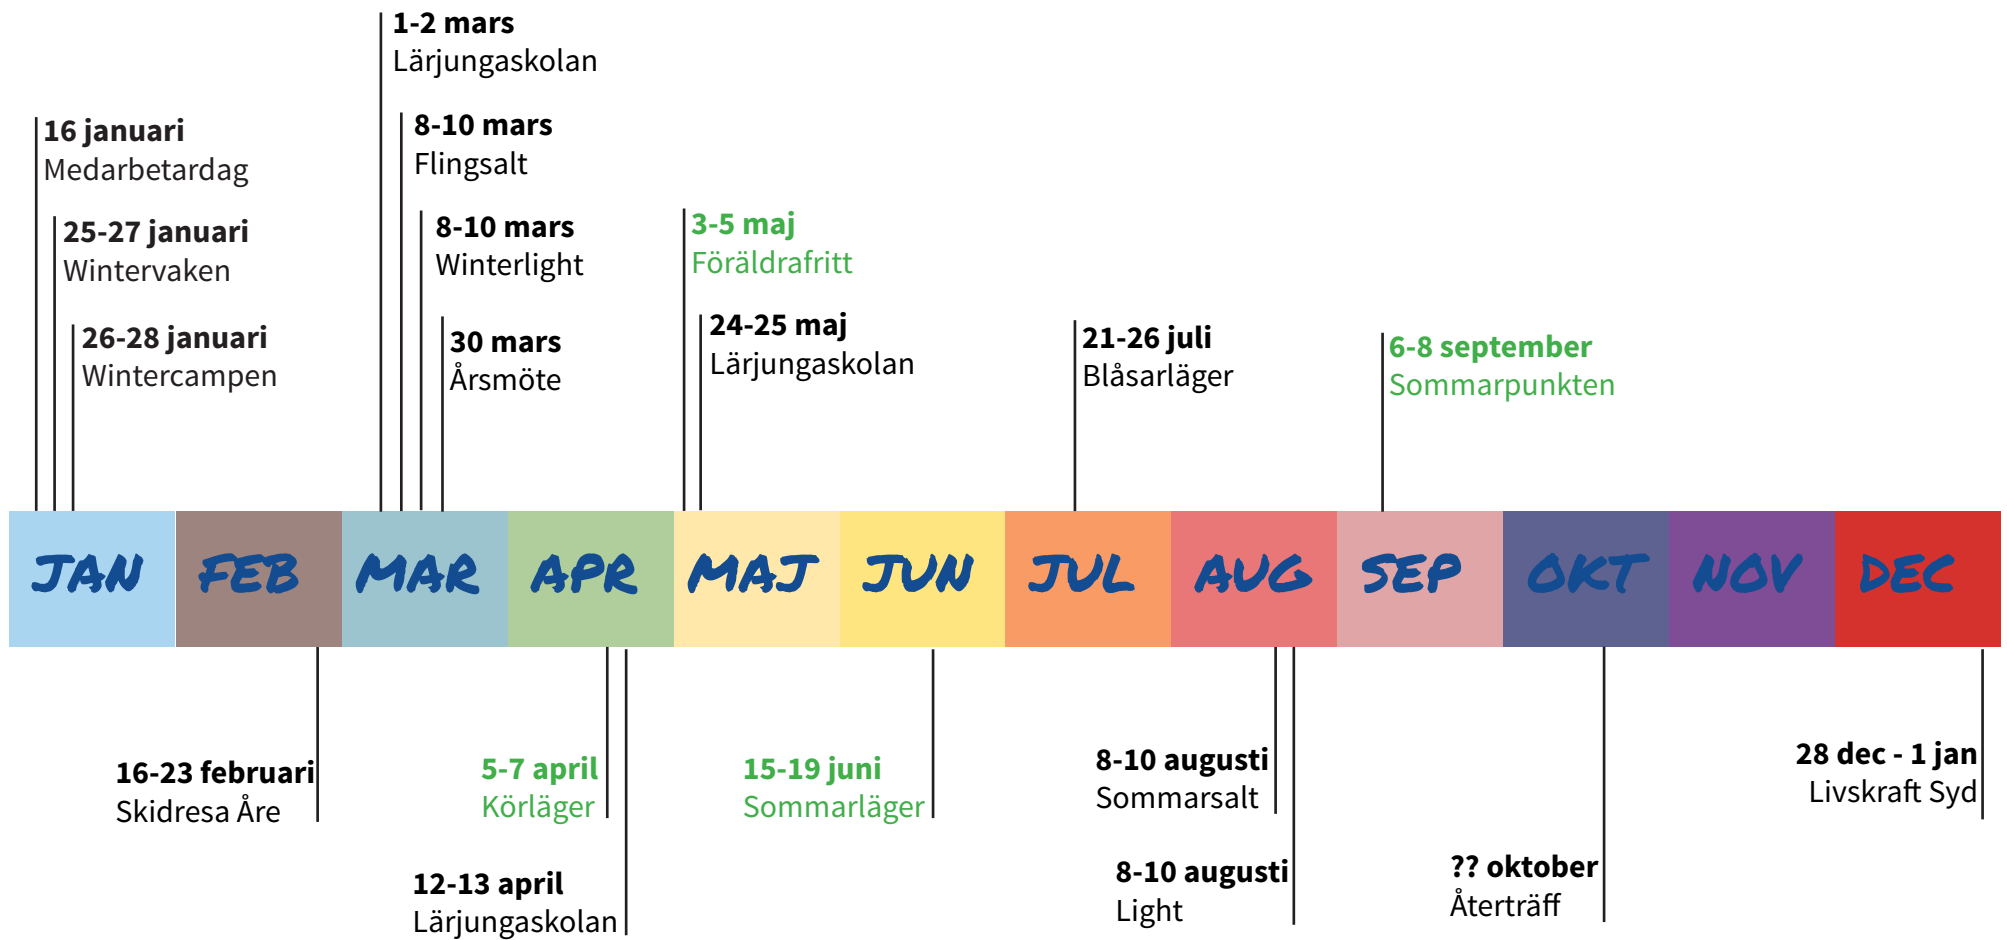 1-2 mars
Lärjungaskolan
16 januari
Medarbetardag
8-10 mars
Flingsalt
25-27 januari
Wintervaken
8-10 mars
Winterlight
3-5 maj
Föräldrafritt
26-28 januari
Wintercampen
30 mars
Årsmöte
24-25 maj
Lärjungaskolan
21-26 juli
Blåsarläger
6-8 september
Sommarpunkten
JAN FEB MAR APR MAJ JUN JUL AUG SEP OKT NOV DEC
16-23 februari
Skidresa Åre
5-7 april
Körläger
15-19 juni
Sommarläger
8-10 augusti
Sommarsalt
28 dec - 1 jan
Livskraft Syd
12-13 april
Lärjungaskolan
8-10 augusti
Light
?? oktober
Återträff